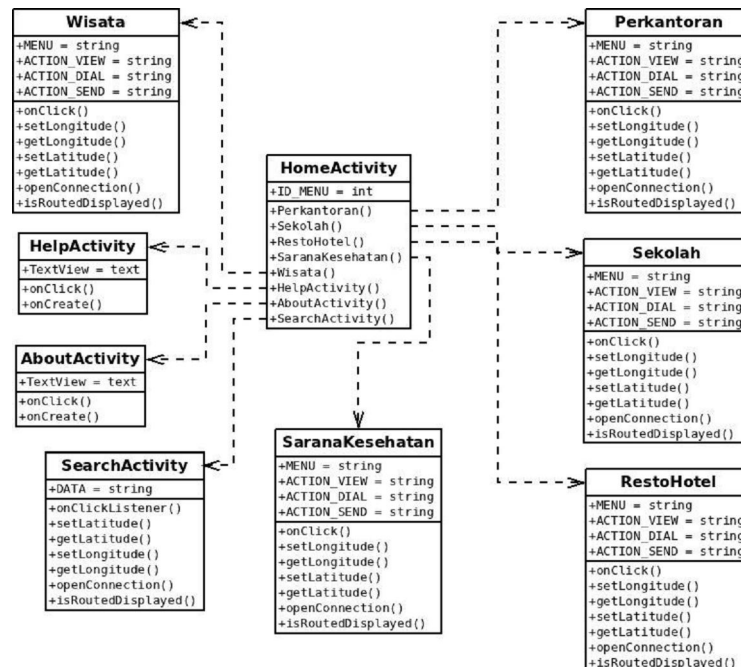 Wisata
+MENU = string
+ACTION_VIEW = string
+ACTION_DIAL = string
+ACTION_SEND = string
+onClick()
+setLongitude()
+getLongitude()
+setLatitude()
+getLatitude()
+openConnection()
+isRoutedDisplayed()
HelpActivity
+TextView = text
+onClick()
+onCreate()
AboutActivity
+TextView = text
+onClick()
+onCreate()
SearchActivity
+DATA = string
+onClickListener()
+setLatitude()
+getLatitude()
+setLongitude()
+getLongitude()
+openConnection()
+isRoutedDisplayed()
HomeActivity
+ID_MENU = int
+Perkantoran()
+Sekolah()
+RestoHotel()
+SaranaKesehatan()
+Wisata()
+HelpActivity()
+AboutActivity()
+SearchActivity()
SaranaKesehatan
+MENU = string
+ACTION_VIEW = string
+ACTION_DIAL = string
+ACTION_SEND = string
+onClick()
+setLongitude()
+getLongitude()
+setLatitude()
+getLatitude()
+openConnection()
+isRoutedDisplayed()
Perkantoran
+MENU = string
+ACTION_VIEW = string
+ACTION_DIAL = string
+ACTION_SEND = string
+onClick()
+setLongitude()
+getLongitude()
+setLatitude()
+getLatitude()
+openConnection()
+isRoutedDisplayed()
Sekolah
+MENU = string
+ACTION_VIEW = string
+ACTION_DIAL = string
+ACTION_SEND = string
+onClick()
+setLongitude()
+getLongitude()
+setLatitude()
+getLatitude()
+openConnection()
+isRoutedDisplayed()
RestoHotel
+MENU = string
+ACTION_VIEW = string
+ACTION_DIAL = string
+ACTION_SEND = string
+onClick()
+setLongitude()
+getLongitude()
+setLatitude()
+getLatitude()
+openConnection()
+isRoutedDisplayed()